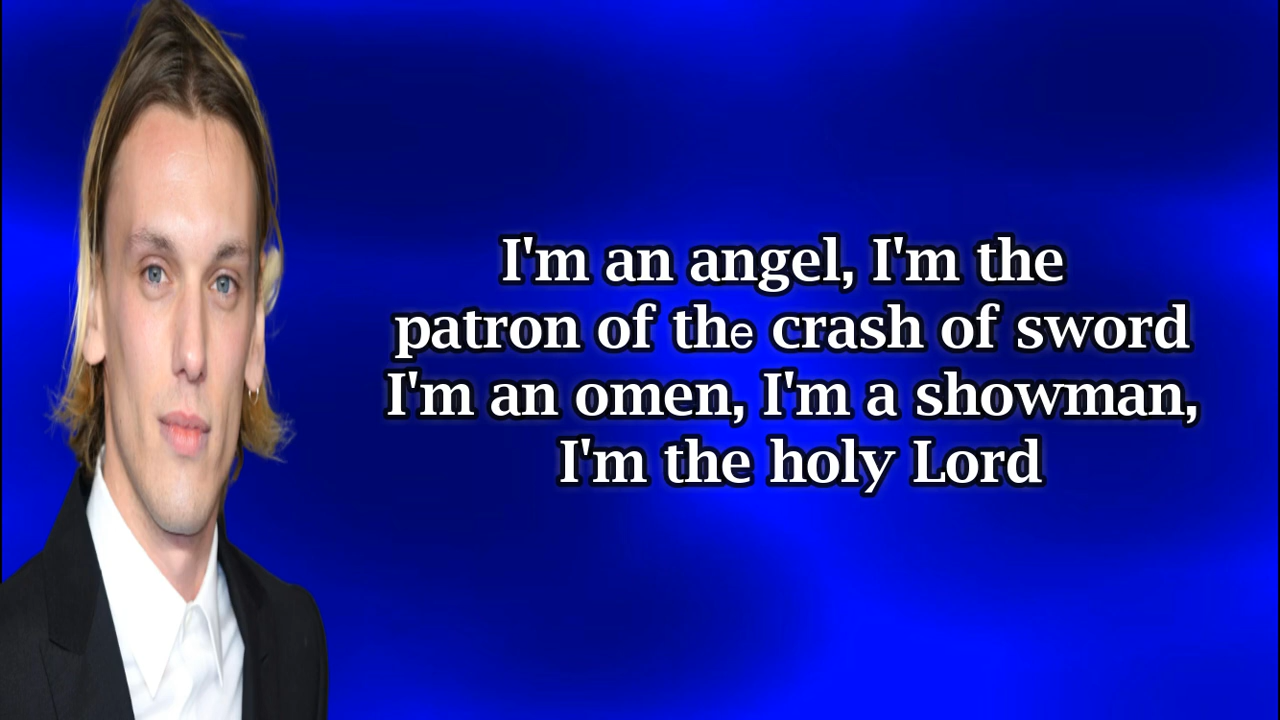 I'm an angel, I'm the
patron of the crash of sword
I'm an omen, I'm a showman,
I'm the holy Lord